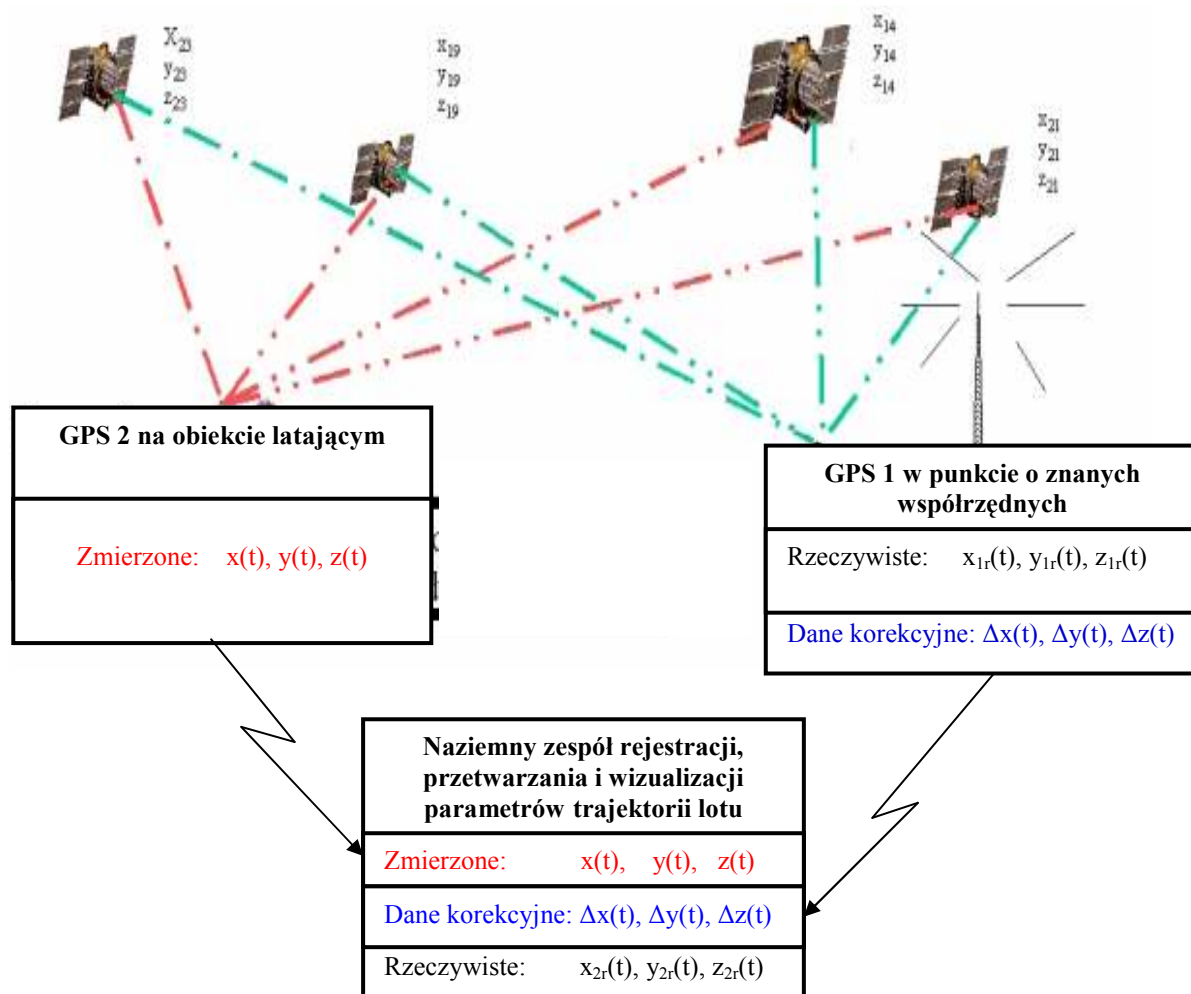 X₂₃
y₂₃
z₂₃
x₁₉
y₁₉
z₁₉
x₁₄
y₁₄
z₁₄
x₂₁
y₂₁
z₂₁
GPS 2 na obiekcie latającym
Zmierzone: x(t), y(t), z(t)
GPS 1 w punkcie o znanych
współrzędnych
Rzeczywiste: x₁ᵣ(t), y₁ᵣ(t), z₁ᵣ(t)
Dane korekcyjne: Δx(t), Δy(t), Δz(t)
Naziemny zespół rejestracji,
przetwarzania i wizualizacji
parametrów trajektorii lotu
Zmierzone: x(t), y(t), z(t)
Dane korekcyjne: Δx(t), Δy(t), Δz(t)
Rzeczywiste: x₂ᵣ(t), y₂ᵣ(t), z₂ᵣ(t)